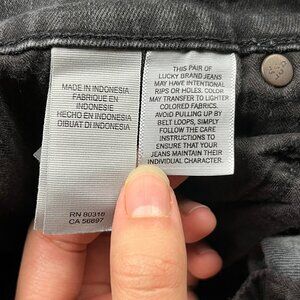 MADE IN INDONESIA
FABRIQUE EN
INDONESIE
HECHO EN INDONESIA
DIBUAT DI INDONESIA
RN 80318
CA 56897
THIS PAIR OF
LUCKY BRAND JEANS
MAY HAVE INTENTIONAL
RIPS OR HOLES. COLOR
MAY TRANSFER TO LIGHTER
COLORED FABRICS.
AVOID PULLING UP BY
BELT LOOPS, SIMPLY
FOLLOW THE CARE
INSTRUCTIONS TO
ENSURE THAT YOUR
JEANS MAINTAIN THEIR
INDIVIDUAL CHARACTER.